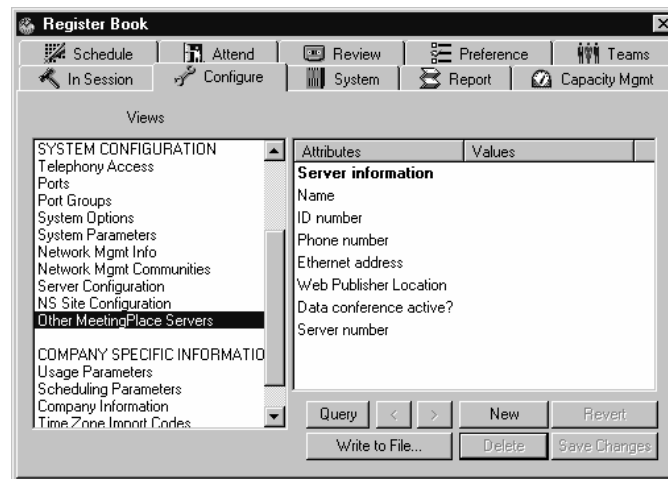 Register Book
Schedule
Attend
Review
Preference
Teams
In Session
Configure
System
Report
Capacity Mgmt
Views
SYSTEM CONFIGURATION
Telephony Access
Ports
Port Groups
System Options
System Parameters
Network Mgmt Info
Network Mgmt Communities
Server Configuration
NS Site Configuration
Other MeetingPlace Servers
COMPANY SPECIFIC INFORMATIO
Usage Parameters
Scheduling Parameters
Company Information
Time Zone Import Codes
Attributes
Values
Server information
Name
ID number
Phone number
Ethernet address
Web Publisher Location
Data conference active?
Server number
Query
<
>
New
Revert
Write to File...
Delete
Save Changes